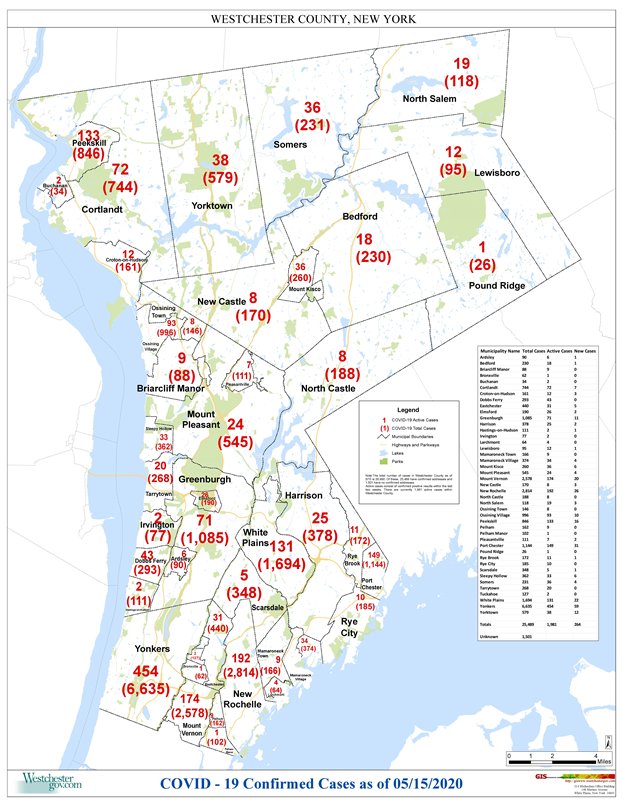 WESTCHESTER COUNTY, NEW YORK
19
(118)
North Salem
36
(231)
Somers
133
Peekskill
(846)
72
(744)
Cortlandt
2
Buchanan
(34)
38
(579)
Yorktown
12
(95)
Lewisboro
Bedford
18
(230)
1
(26)
Pound Ridge
12
Croton-on-Hudson
(161)
36
(260)
Mount Kisco
New Castle
8
(170)
Ossining
Town
93
(996)
8
(146)
Ossining
Village
9
(88)
Briarcliff Manor
7
(111)
Pleasantville
8
(188)
North Castle
Mount
Pleasant
24
(545)
Sleepy Hollow
33
(362)
20
(268)
Tarrytown
Greenburgh
(190)
2
Irvington
(77)
71
(1,085)
43
Dobbs Ferry
(293)
Ardsley
(90)
2
(111)
White
Plains
131
(1,694)
Harrison
25
(378)
11
(172)
Rye
Brook
149
(1,144)
Port
Chester
10
(185)
Rye
City
5
(348)
Scarsdale
31
(440)
34
(374)
Mamaroneck
Town
9
(166)
Mamaroneck
Village
4
(64)
Yonkers
454
(6,635)
Bronxville
(62)
192
(2,814)
New
Rochelle
174
(2,578)
Mount
Vernon
(162)
1
(102)
Legend
1 COVID-19 Active Cases
(1) COVID-19 Total Cases
Municipal Boundaries
Highways and Parkways
Lakes
Parks
Municipality Name Total Cases Active Cases New Cases
Ardsley 90 6 1
Bedford 230 18 1
Briarcliff Manor 88 9 0
Bronxville 62 1 0
Buchanan 34 2 0
Cortlandt 744 72 7
Croton-on-Hudson 161 12 3
Dobbs Ferry 293 43 0
Eastchester 440 31 5
Elmsford 190 26 2
Greenburgh 1,085 71 11
Harrison 378 25 2
Hastings-on-Hudson 111 2 1
Irvington 77 2 0
Larchmont 64 4 0
Lewisboro 95 12 1
Mamaroneck Town 166 9 0
Mamaroneck Village 374 34 4
Mount Kisco 260 36 6
Mount Pleasant 545 24 4
Mount Vernon 2,578 174 20
New Castle 170 8 3
New Rochelle 2,814 192 26
North Castle 188 8 0
North Salem 118 19 3
Ossining Town 146 8 0
Ossining Village 996 93 10
Peekskill 846 133 16
Pelham 162 9 0
Pelham Manor 102 1 0
Pleasantville 111 7 2
Port Chester 1,144 149 31
Pound Ridge 26 1 0
Rye Brook 172 11 1
Rye City 185 10 0
Scarsdale 348 5 1
Sleepy Hollow 362 33 6
Somers 231 36 4
Tarrytown 268 20 0
Tuckahoe 127 2 0
White Plains 1,694 131 22
Yonkers 6,635 454 59
Yorktown 579 38 12
Totals 25,489 1,981 264
Unknown 1,501
0 1 2 4
Miles
Westchester
gov.com
COVID - 19 Confirmed Cases as of 05/15/2020
GIS